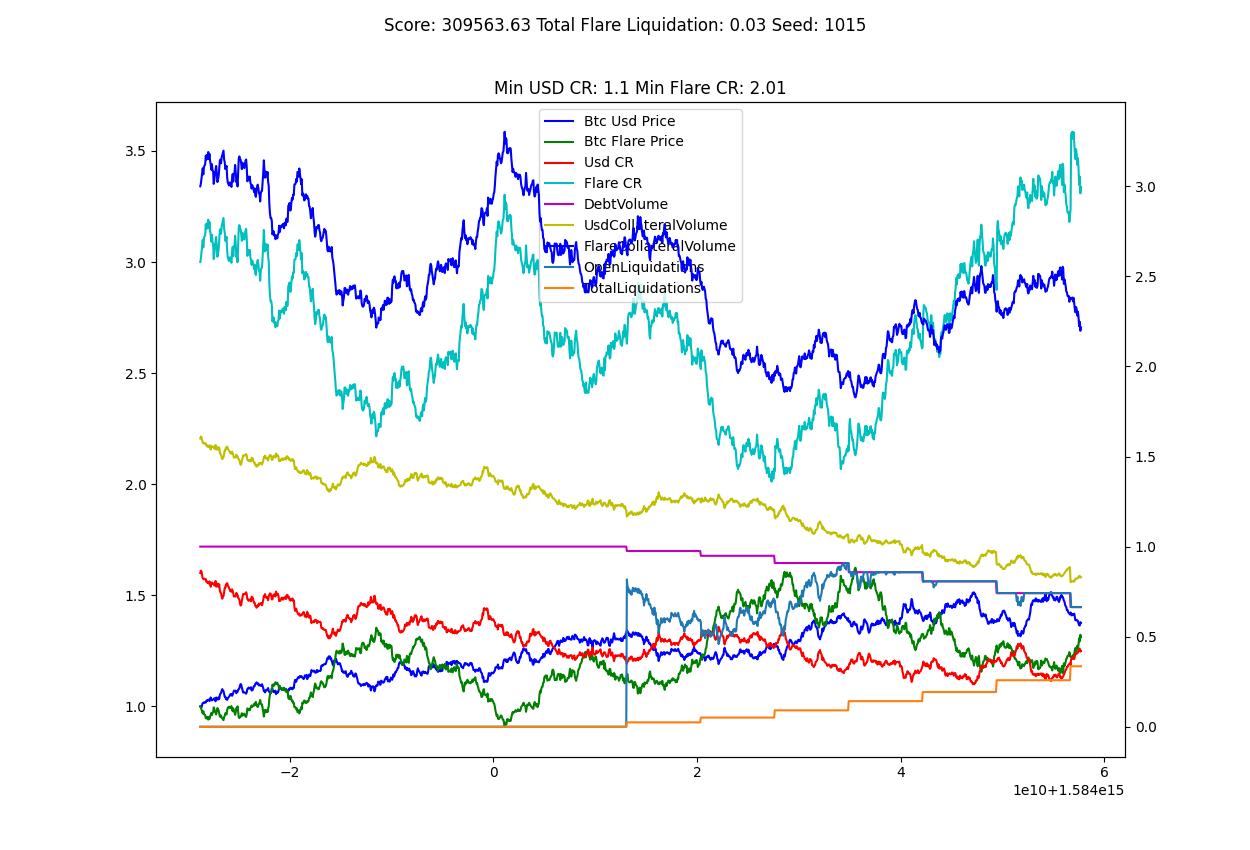 Score: 309563.63 Total Flare Liquidation: 0.03 Seed: 1015
Min USD CR: 1.1 Min Flare CR: 2.01
Btc Usd Price
Btc Flare Price
Usd CR
Flare CR
DebtVolume
UsdCollateralVolume
FlareCollateralVolume
OpenLiquidations
TotalLiquidations
3.5
3.0
2.5
2.0
1.5
1.0
3.0
2.5
2.0
1.5
1.0
0.5
0.0
−2
0
2
4
6
1e10+1.584e15